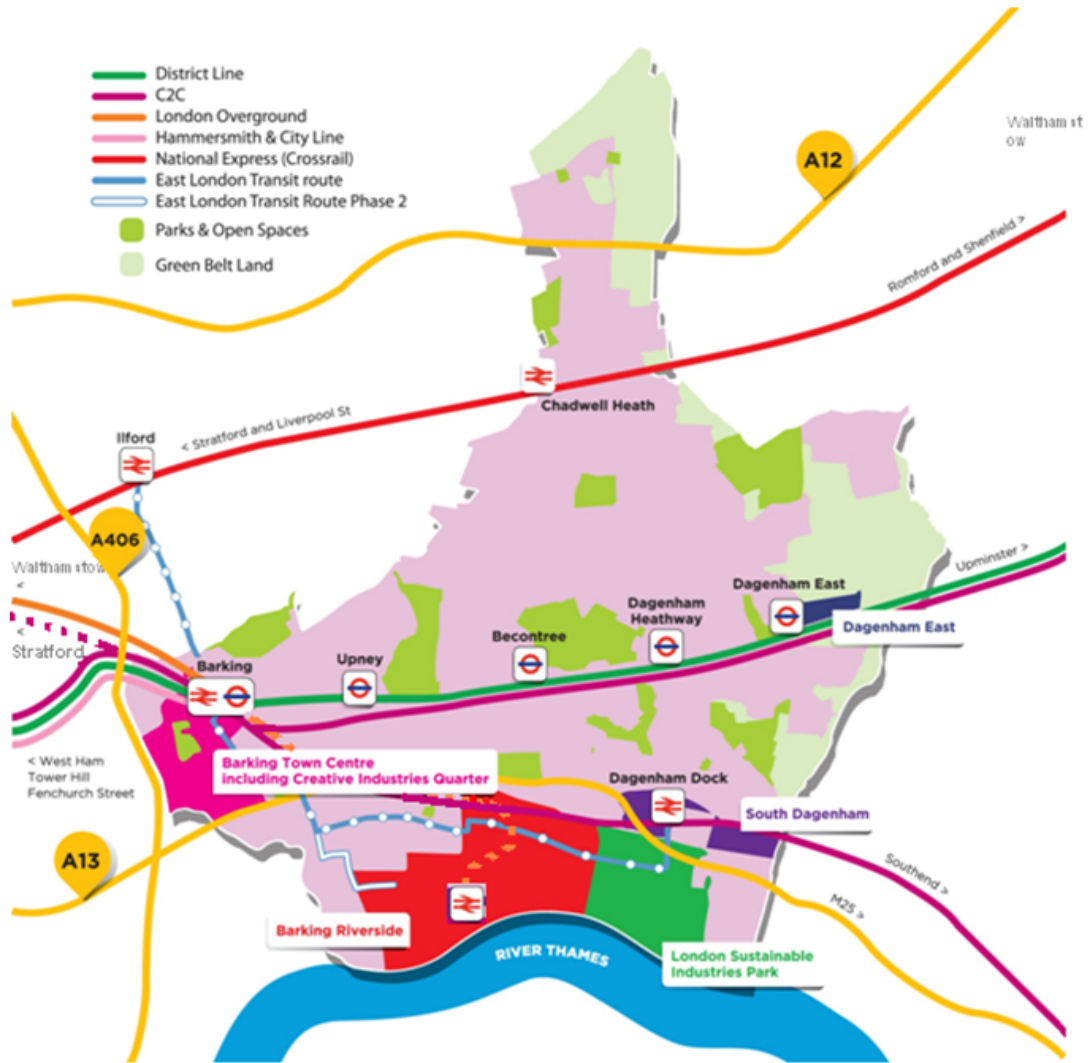 District Line
C2C
London Overground
Hammersmith & City Line
National Express (Crossrail)
East London Transit route
East London Transit Route Phase 2
Parks & Open Spaces
Green Belt Land
Waltham st
ow
A12
Romford and Shenfield >
Chadwell Heath
< Stratford and Liverpool St
Ilford
A406
Walthamstow
<
<
Stratford
Upminster >
Dagenham East
Dagenham East
Dagenham
Heathway
Becontree
Upney
Barking
< West Ham
Tower Hill
Fenchurch Street
Barking Town Centre
including Creative Industries Quarter
Dagenham Dock
South Dagenham
A13
Southend >
M25 >
Barking Riverside
RIVER THAMES
London Sustainable
Industries Park